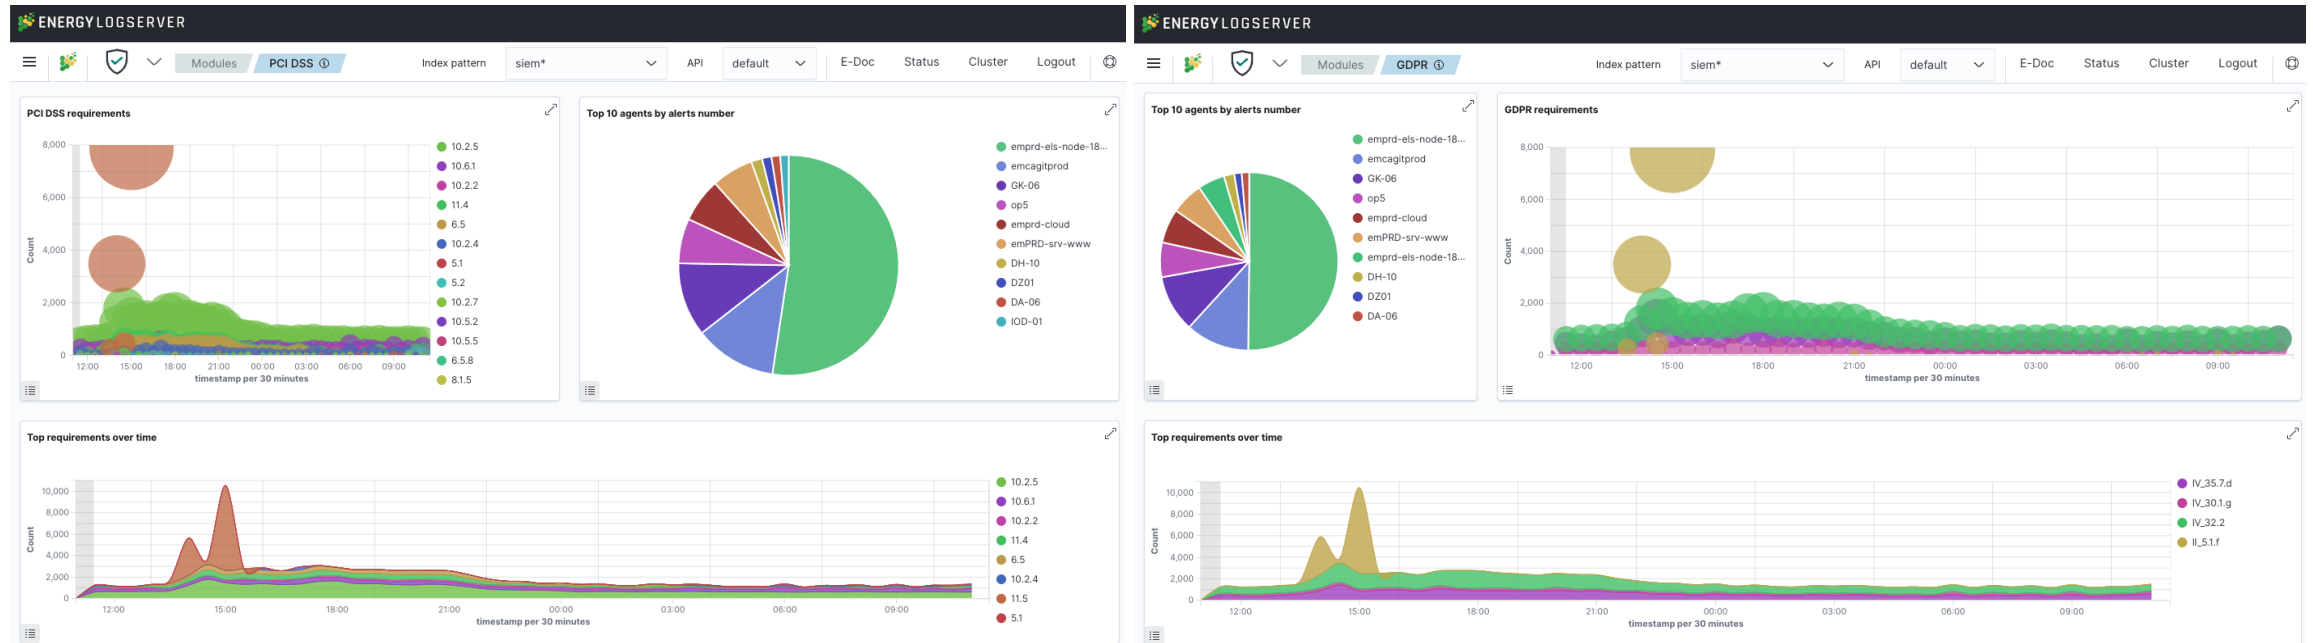 ENERGYLOGSERVER
Modules
PCI DSS
Index pattern
siem*
API
default
E-Doc
Status
Cluster
Logout
PCI DSS requirements
8,000
6,000
4,000
2,000
0
Count
12:00 15:00 18:00 21:00 00:00 03:00 06:00 09:00
timestamp per 30 minutes
10.2.5
10.6.1
10.2.2
11.4
6.5
10.2.4
5.1
5.2
10.2.7
10.5.2
10.5.5
6.5.8
8.1.5
Top 10 agents by alerts number
emprd-els-node-18...
emcagitprod
GK-06
op5
emprd-cloud
emPRD-srv-www
DH-10
DZ01
DA-06
IOD-01
Top requirements over time
10,000
8,000
6,000
4,000
2,000
0
Count
12:00 15:00 18:00 21:00 00:00 03:00 06:00 09:00
timestamp per 30 minutes
10.2.5
10.6.1
10.2.2
11.4
6.5
10.2.4
11.5
5.1
ENERGYLOGSERVER
Modules
GDPR
Index pattern
siem*
API
default
E-Doc
Status
Cluster
Logout
Top 10 agents by alerts number
emprd-els-node-18...
emcagitprod
GK-06
op5
emprd-cloud
emPRD-srv-www
emprd-els-node-18...
DH-10
DZ01
DA-06
GDPR requirements
8,000
6,000
4,000
2,000
0
Count
12:00 15:00 18:00 21:00 00:00 03:00 06:00 09:00
timestamp per 30 minutes
Top requirements over time
10,000
8,000
6,000
4,000
2,000
0
Count
12:00 15:00 18:00 21:00 00:00 03:00 06:00 09:00
timestamp per 30 minutes
IV_35.7.d
IV_30.1.g
IV_32.2
II_5.1.f